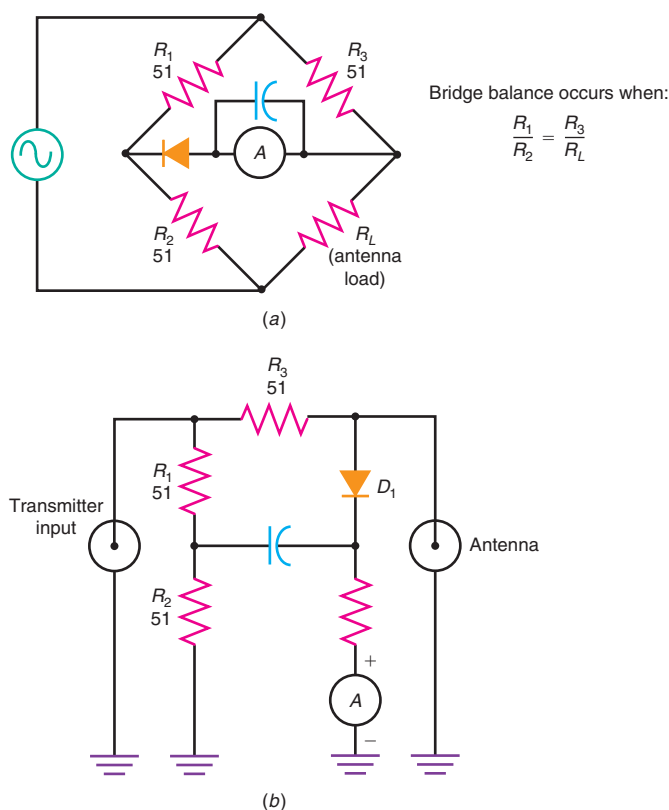 R1
51
R3
51
Bridge balance occurs when:
R1/R2 = R3/RL
A
R2
51
RL
(antenna
load)
(a)
R3
51
R1
51
D1
Transmitter
input
Antenna
R2
51
+
A
−
(b)